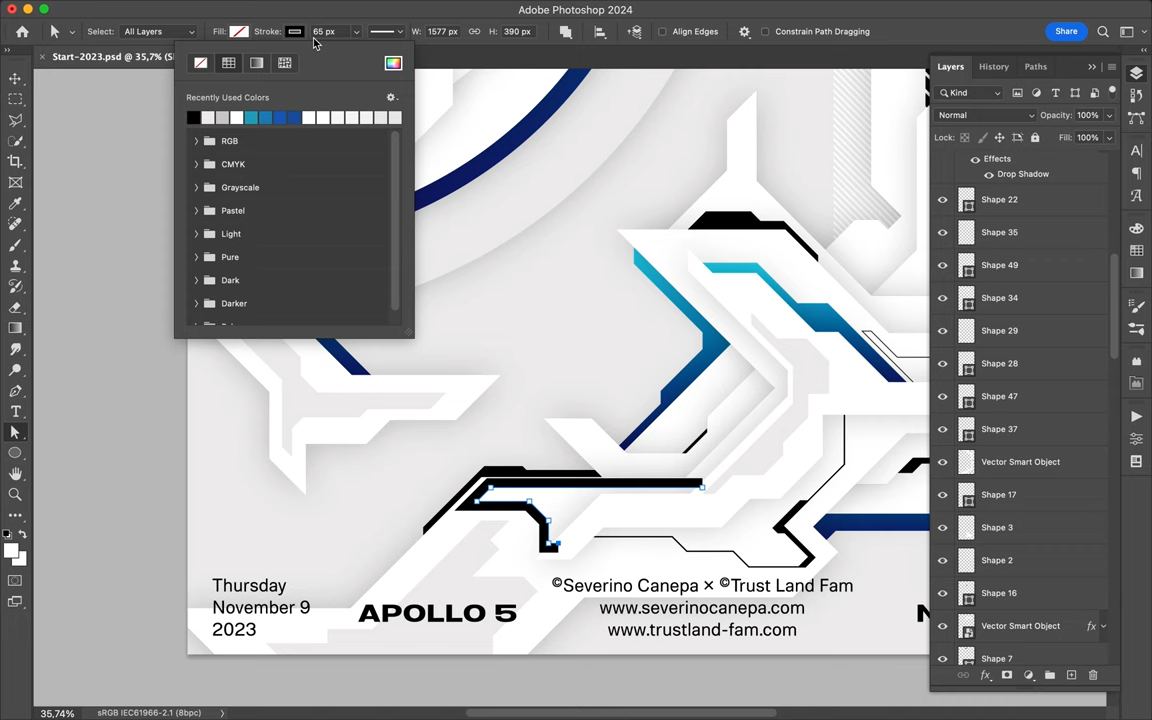 Adobe Photoshop 2024
Select: All Layers Fill: Stroke: 65 px W: 1577 px H: 390 px Align Edges Constrain Path Dragging Share
Start-2023.psd @ 35,7% (S
Recently Used Colors
RGB
CMYK
Grayscale
Pastel
Light
Pure
Dark
Darker
Layers History Paths
Kind
Normal Opacity: 100%
Lock: Fill: 100%
Effects
Drop Shadow
Shape 22
Shape 35
Shape 49
Shape 34
Shape 29
Shape 28
Shape 47
Shape 37
Vector Smart Object
Shape 17
Shape 3
Shape 2
Shape 16
Vector Smart Object fx
Shape 7
fx
Thursday
November 9
2023
APOLLO 5
©Severino Canepa × ©Trust Land Fam
www.severinocanepa.com
www.trustland-fam.com
35,74% sRGB IEC61966-2.1 (8bpc)